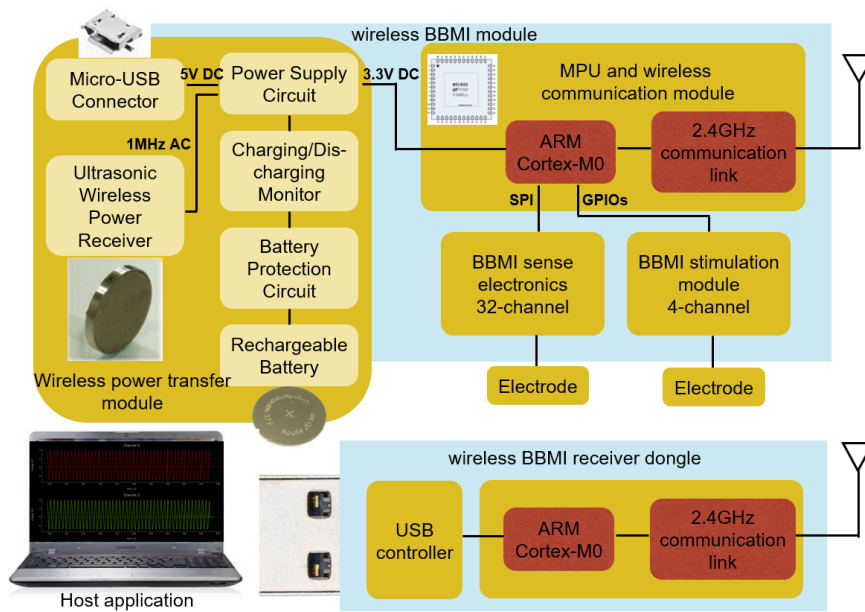 wireless BBMI module
Micro-USB
Connector
5V DC
Power Supply
Circuit
3.3V DC
MPU and wireless
communication module
1MHz AC
Ultrasonic
Wireless
Power
Receiver
Charging/Dis-
charging
Monitor
ARM
Cortex-M0
2.4GHz
communication
link
SPI
GPIOs
Battery
Protection
Circuit
BBMI sense
electronics
32-channel
BBMI stimulation
module
4-channel
Rechargeable
Battery
Wireless power transfer
module
Electrode
Electrode
wireless BBMI receiver dongle
USB
controller
ARM
Cortex-M0
2.4GHz
communication
link
Host application